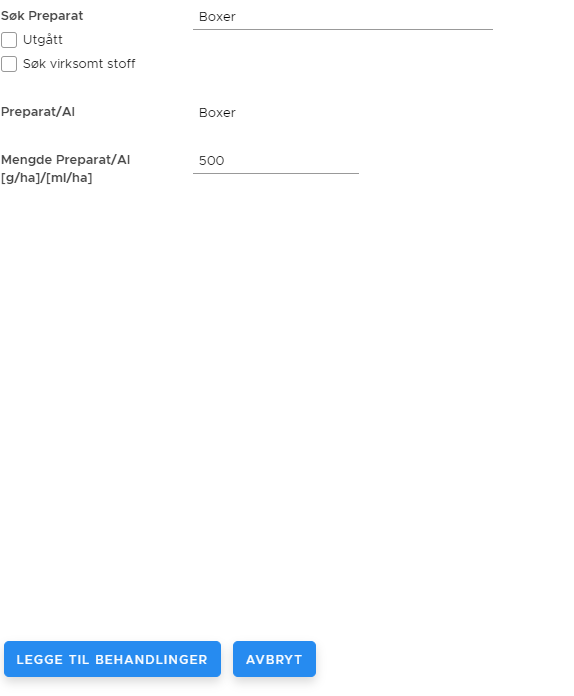 Søk Preparat
Boxer
Utgått
Søk virksomt stoff
Preparat/AI
Boxer
Mengde Preparat/AI
[g/ha]/[ml/ha]
500
LEGGE TIL BEHANDLINGER
AVBRYT